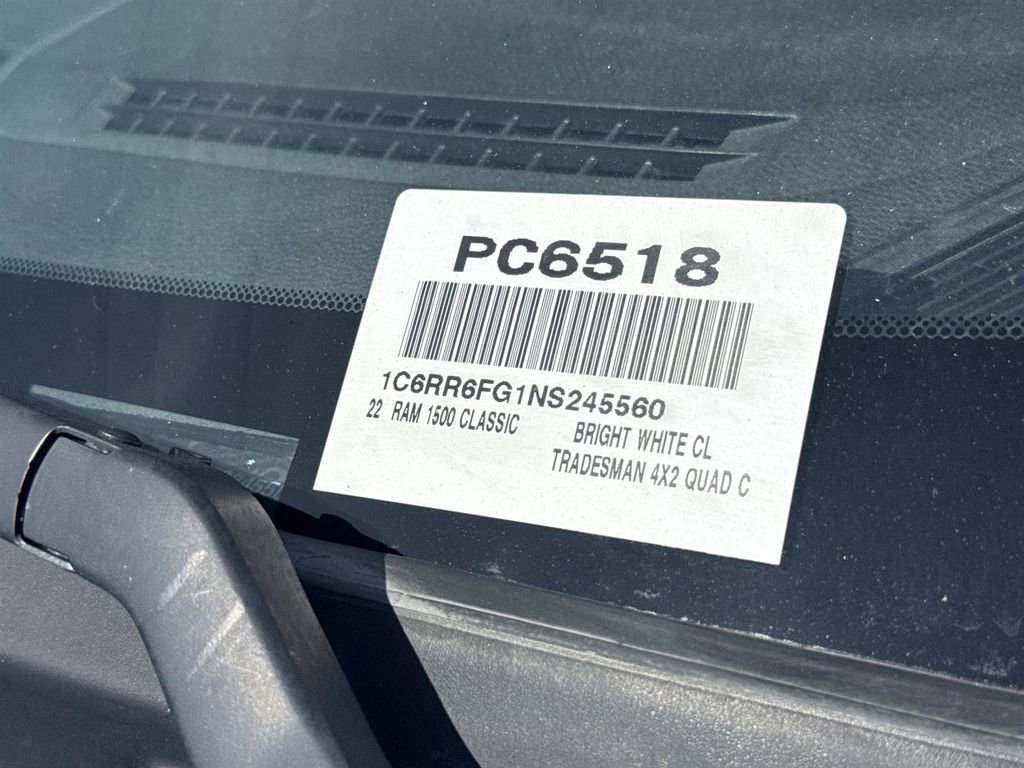 PC6518
1C6RR6FG1NS245560
22 RAM 1500 CLASSIC BRIGHT WHITE CL
TRADESMAN 4X2 QUAD C